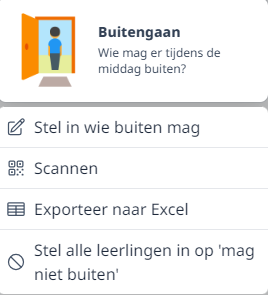 Buitengaan
Wie mag er tijdens de
middag buiten?
Stel in wie buiten mag
Scannen
Exporteer naar Excel
Stel alle leerlingen in op 'mag
niet buiten'